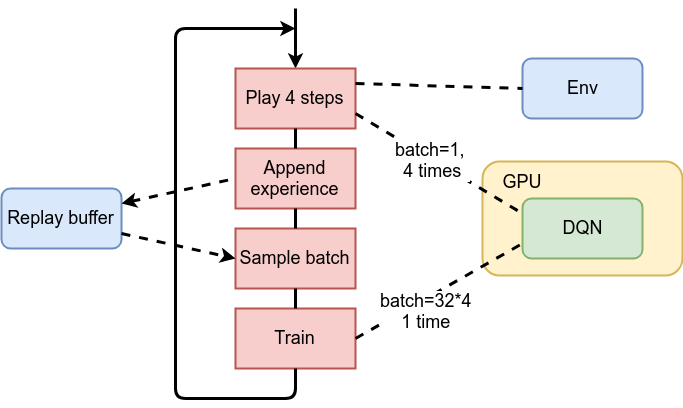 Play 4 steps
Env
batch=1,
4 times
Append
experience
GPU
Replay buffer
DQN
Sample batch
batch=32*4
1 time
Train